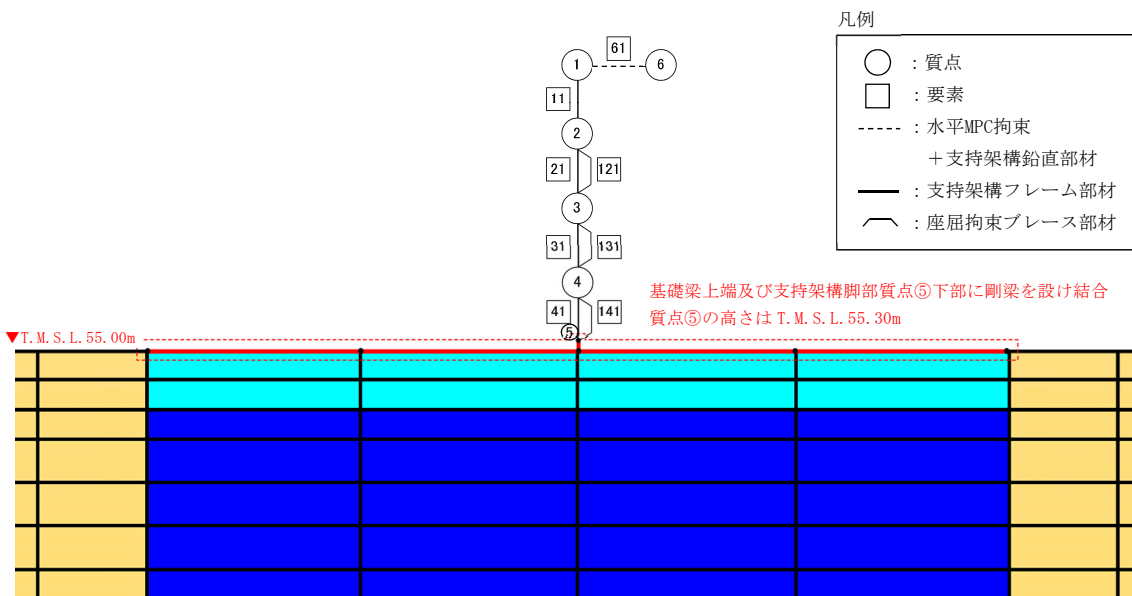 凡例
：質点
：要素
：水平MPC拘束
＋支持架構鉛直部材
：支持架構フレーム部材
：座屈拘束ブレース部材
61
1
6
11
2
21
121
3
31
131
4
41
141
⑤
基礎梁上端及び支持架構脚部質点⑤下部に剛梁を設け結合
質点⑤の高さは T.M.S.L.55.30m
▼T.M.S.L.55.00m